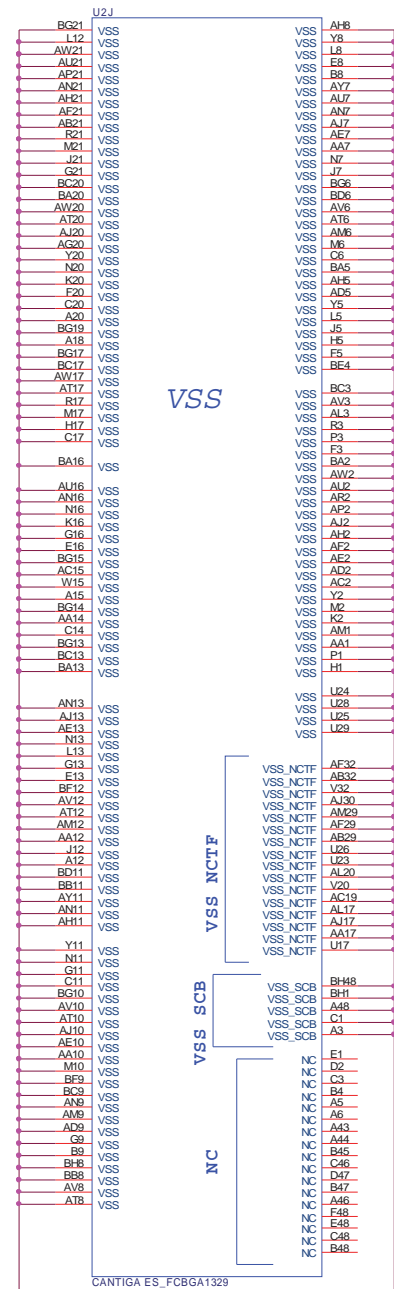 U2J
BG21 VSS
L12 VSS
AW21 VSS
AU21 VSS
AP21 VSS
AN21 VSS
AH21 VSS
AF21 VSS
AB21 VSS
R21 VSS
M21 VSS
J21 VSS
G21 VSS
BC20 VSS
BA20 VSS
AW20 VSS
AT20 VSS
AJ20 VSS
AG20 VSS
Y20 VSS
N20 VSS
K20 VSS
F20 VSS
C20 VSS
A20 VSS
BG19 VSS
A18 VSS
BG17 VSS
BC17 VSS
AW17 VSS
AT17 VSS
R17 VSS
M17 VSS
H17 VSS
C17 VSS
BA16 VSS
AU16 VSS
AN16 VSS
N16 VSS
K16 VSS
G16 VSS
E16 VSS
BG15 VSS
AC15 VSS
W15 VSS
A15 VSS
BG14 VSS
AA14 VSS
C14 VSS
BG13 VSS
BC13 VSS
BA13 VSS
AN13 VSS
AJ13 VSS
AE13 VSS
N13 VSS
L13 VSS
G13 VSS
E13 VSS
BF12 VSS
AV12 VSS
AT12 VSS
AM12 VSS
AA12 VSS
J12 VSS
A12 VSS
BD11 VSS
BB11 VSS
AY11 VSS
AN11 VSS
AH11 VSS
Y11 VSS
N11 VSS
G11 VSS
C11 VSS
BG10 VSS
AV10 VSS
AT10 VSS
AJ10 VSS
AE10 VSS
AA10 VSS
M10 VSS
BF9 VSS
BC9 VSS
AN9 VSS
AM9 VSS
AD9 VSS
G9 VSS
B9 VSS
BH8 VSS
BB8 VSS
AV8 VSS
AT8 VSS
VSS
VSS NCTF
VSS SCB
NC
VSS AH8
VSS Y8
VSS L8
VSS E8
VSS B8
VSS AY7
VSS AU7
VSS AN7
VSS AJ7
VSS AE7
VSS AA7
VSS N7
VSS J7
VSS BG6
VSS BD6
VSS AV6
VSS AT6
VSS AM6
VSS M6
VSS C6
VSS BA5
VSS AH5
VSS AD5
VSS Y5
VSS L5
VSS J5
VSS H5
VSS F5
VSS BE4
VSS BC3
VSS AV3
VSS AL3
VSS R3
VSS P3
VSS F3
VSS BA2
VSS AW2
VSS AU2
VSS AR2
VSS AP2
VSS AJ2
VSS AH2
VSS AF2
VSS AE2
VSS AD2
VSS AC2
VSS Y2
VSS M2
VSS K2
VSS AM1
VSS AA1
VSS P1
VSS H1
VSS U24
VSS U28
VSS U25
VSS U29
VSS_NCTF AF32
VSS_NCTF AB32
VSS_NCTF V32
VSS_NCTF AJ30
VSS_NCTF AM29
VSS_NCTF AF29
VSS_NCTF AB29
VSS_NCTF U26
VSS_NCTF U23
VSS_NCTF AL20
VSS_NCTF V20
VSS_NCTF AC19
VSS_NCTF AL17
VSS_NCTF AJ17
VSS_NCTF AA17
VSS_NCTF U17
VSS_SCB BH48
VSS_SCB BH1
VSS_SCB A48
VSS_SCB C1
VSS_SCB A3
NC E1
NC D2
NC C3
NC B4
NC A5
NC A6
NC A43
NC A44
NC B45
NC C46
NC D47
NC B47
NC A46
NC F48
NC E48
NC C48
NC B48
CANTIGA ES_FCBGA1329